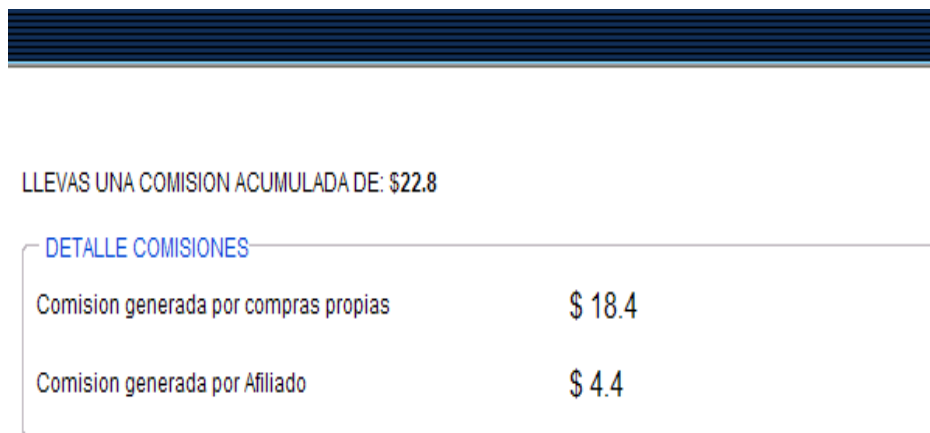 LLEVAS UNA COMISION ACUMULADA DE: $22.8
DETALLE COMISIONES
Comision generada por compras propias $ 18.4
Comision generada por Afiliado $ 4.4